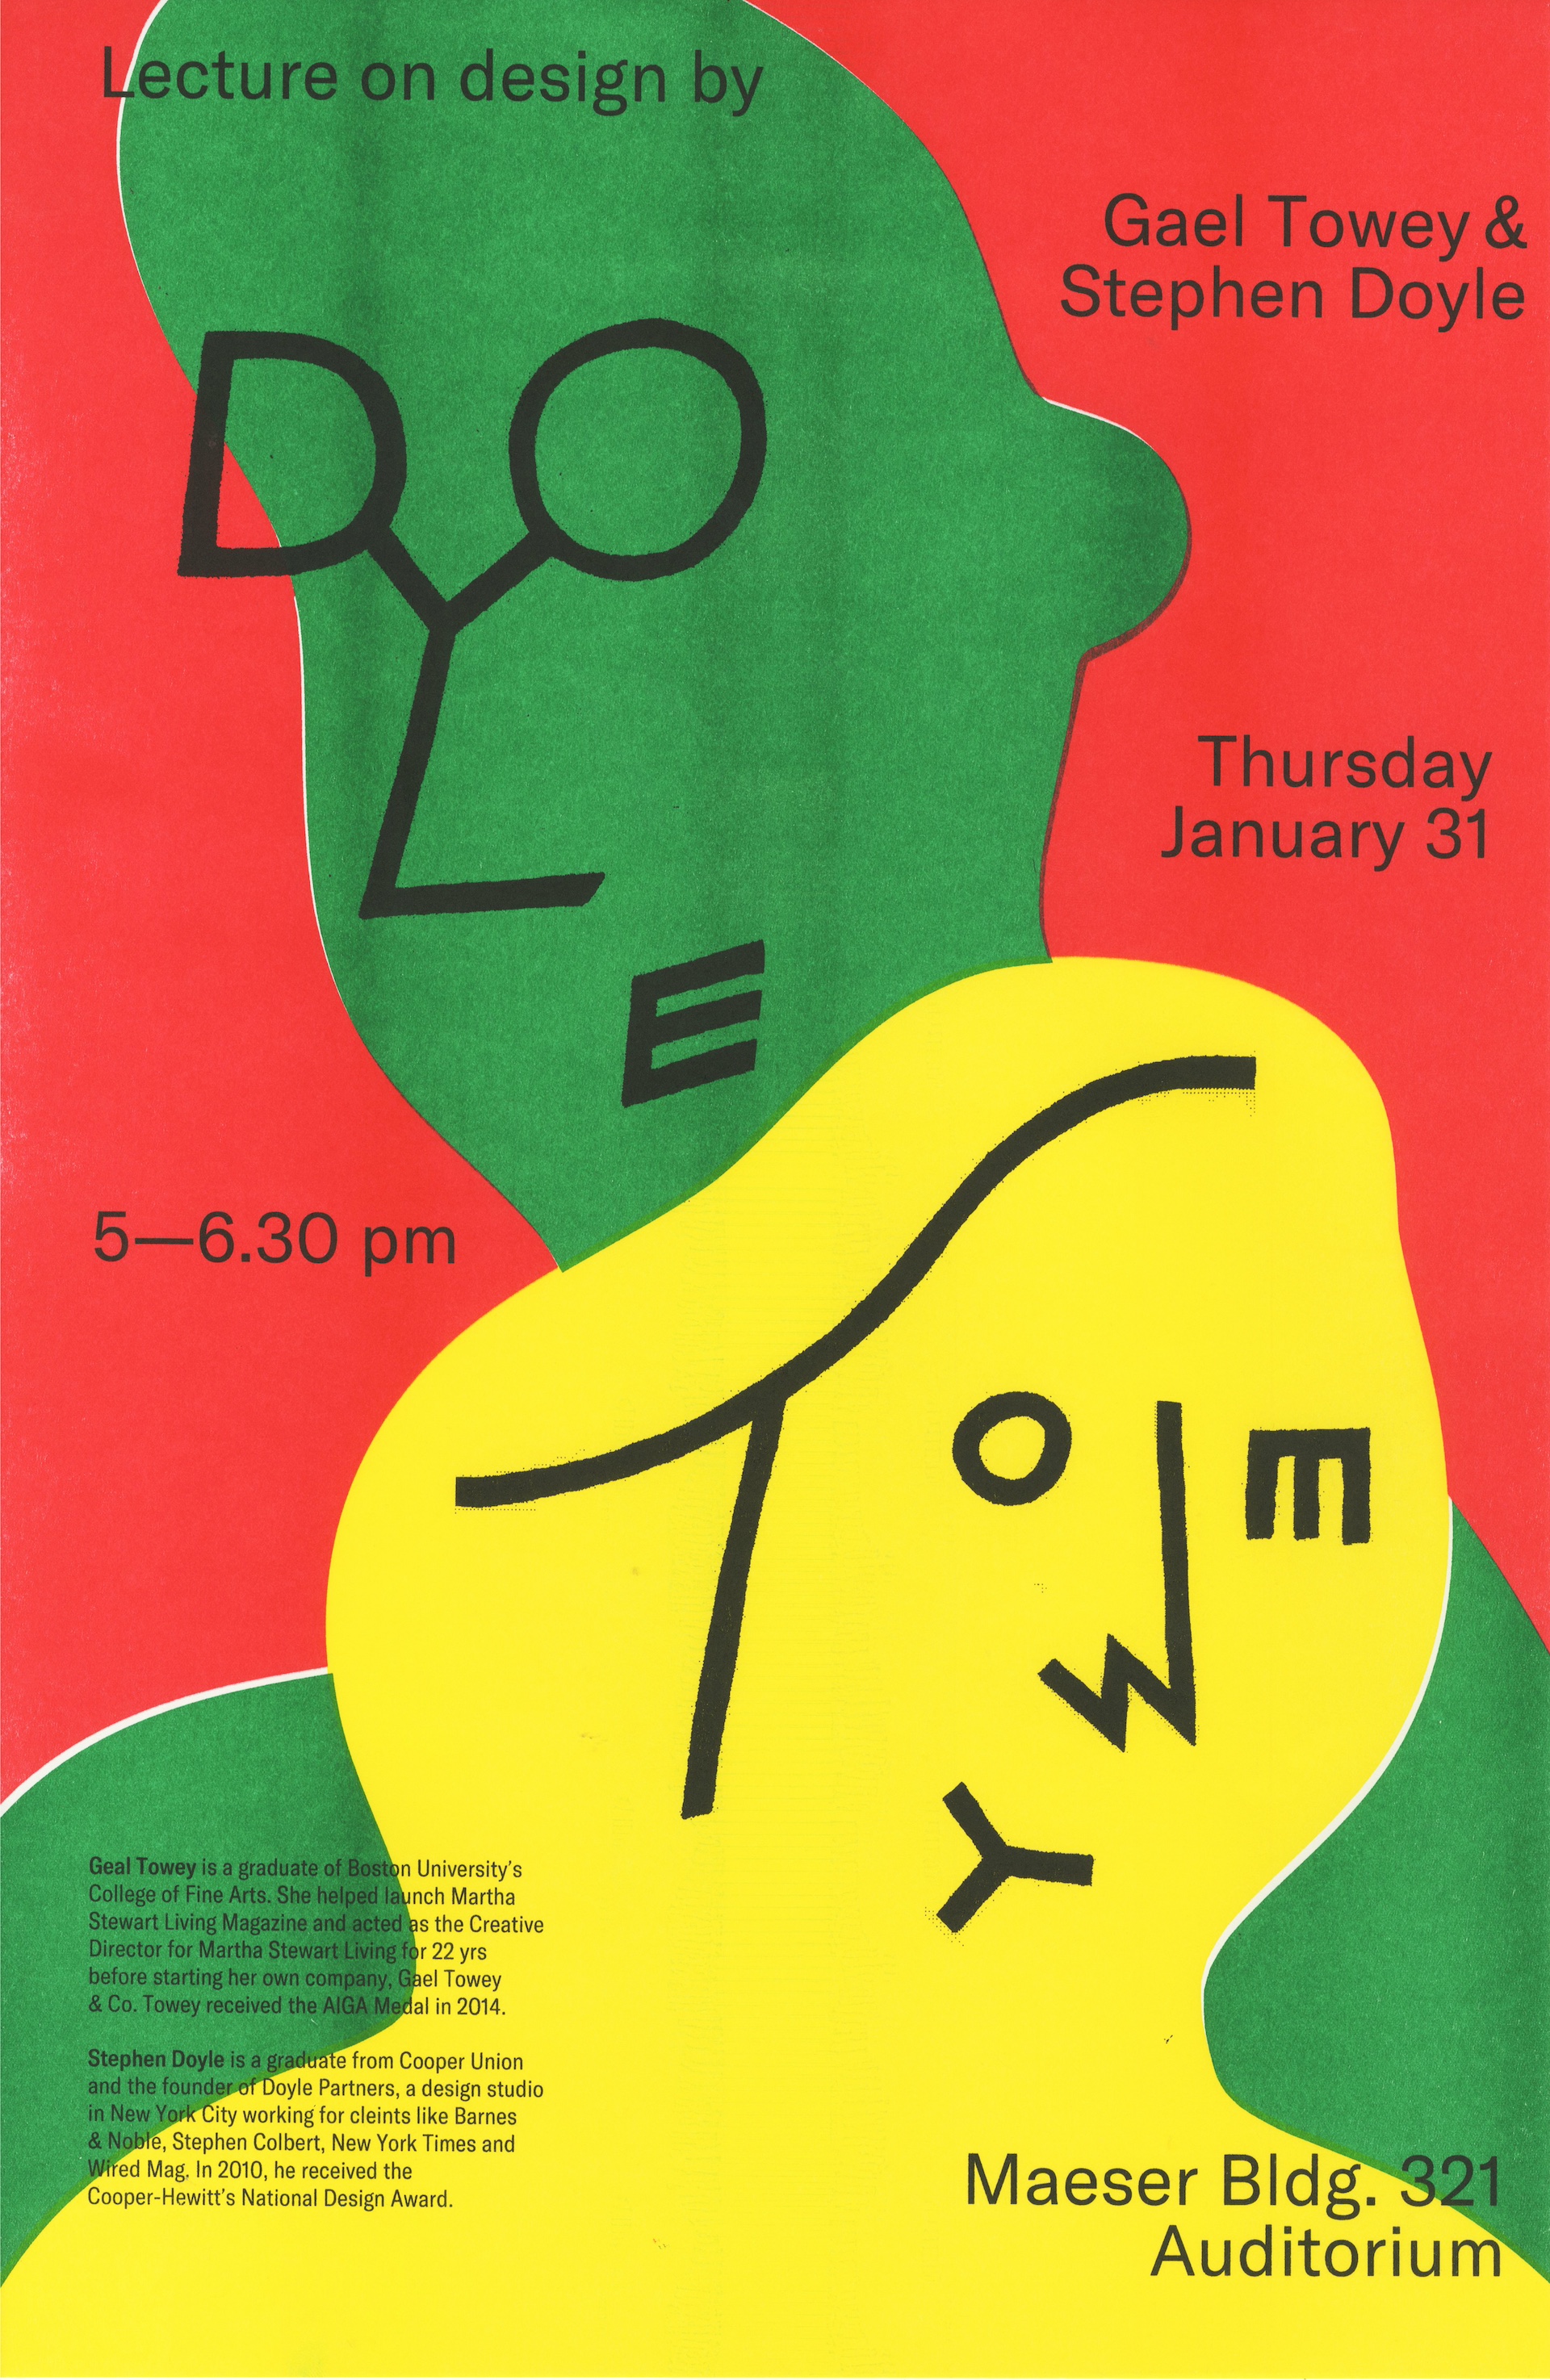 Lecture on design by
Gael Towey &
Stephen Doyle
DOYLE
Thursday
January 31
5—6.30 pm
TOWEY
Geal Towey is a graduate of Boston University's
College of Fine Arts. She helped launch Martha
Stewart Living Magazine and acted as the Creative
Director for Martha Stewart Living for 22 yrs
before starting her own company, Gael Towey
& Co. Towey received the AIGA Medal in 2014.
Stephen Doyle is a graduate from Cooper Union
and the founder of Doyle Partners, a design studio
in New York City working for cleints like Barnes
& Noble, Stephen Colbert, New York Times and
Wired Mag. In 2010, he received the
Cooper-Hewitt's National Design Award.
Maeser Bldg. 321
Auditorium